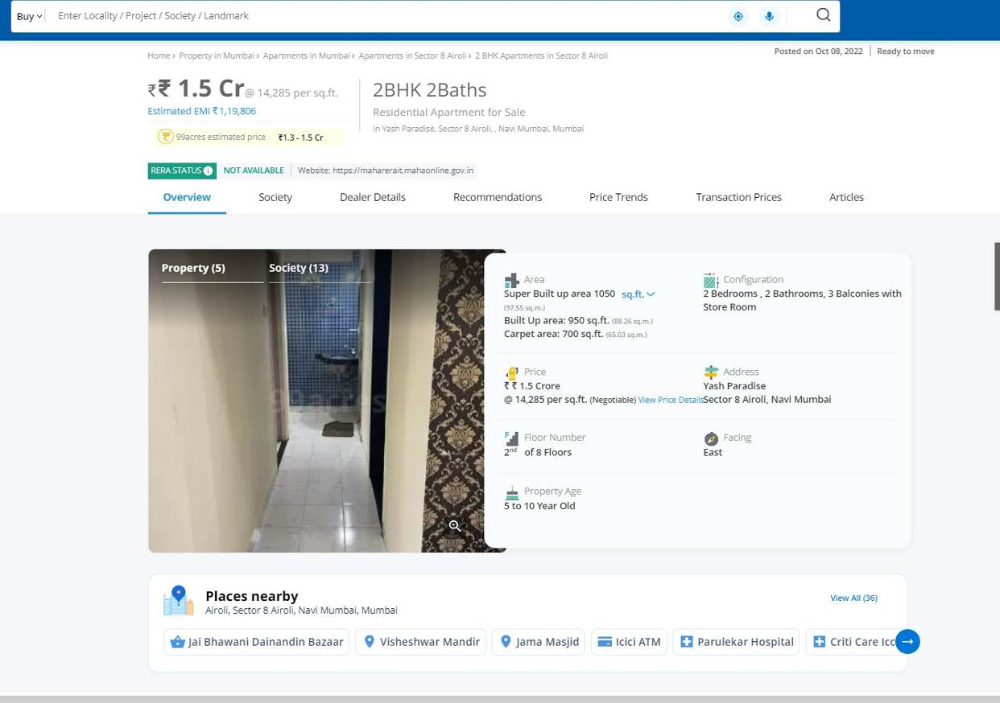 Buy Enter Locality / Project / Society / Landmark
Home › Property in Mumbai › Apartments in Mumbai › Apartments in Sector 8 Airoli › 2 BHK Apartments in Sector 8 Airoli
Posted on Oct 08, 2022 | Ready to move
₹₹ 1.5 Cr @ 14,285 per sq.ft.
Estimated EMI ₹ 1,19,806
99acres estimated price ₹1.3 - 1.5 Cr
2BHK 2Baths
Residential Apartment for Sale
in Yash Paradise, Sector 8 Airoli, , Navi Mumbai, Mumbai
RERA STATUS NOT AVAILABLE Website: https://maharerait.mahaonline.gov.in
Overview Society Dealer Details Recommendations Price Trends Transaction Prices Articles
Property (5) Society (13)
99acres
Area
Super Built up area 1050 sq.ft.
(97.55 sq.m.)
Built Up area: 950 sq.ft. (88.26 sq.m.)
Carpet area: 700 sq.ft. (65.03 sq.m.)
Configuration
2 Bedrooms , 2 Bathrooms, 3 Balconies with
Store Room
Price
₹ ₹ 1.5 Crore
@ 14,285 per sq.ft. (Negotiable) View Price Details
Address
Yash Paradise
Sector 8 Airoli, Navi Mumbai
Floor Number
2nd of 8 Floors
Facing
East
Property Age
5 to 10 Year Old
Places nearby
Airoli, Sector 8 Airoli, Navi Mumbai, Mumbai
View All (36)
Jai Bhawani Dainandin Bazaar Visheshwar Mandir Jama Masjid Icici ATM Parulekar Hospital Criti Care Icc